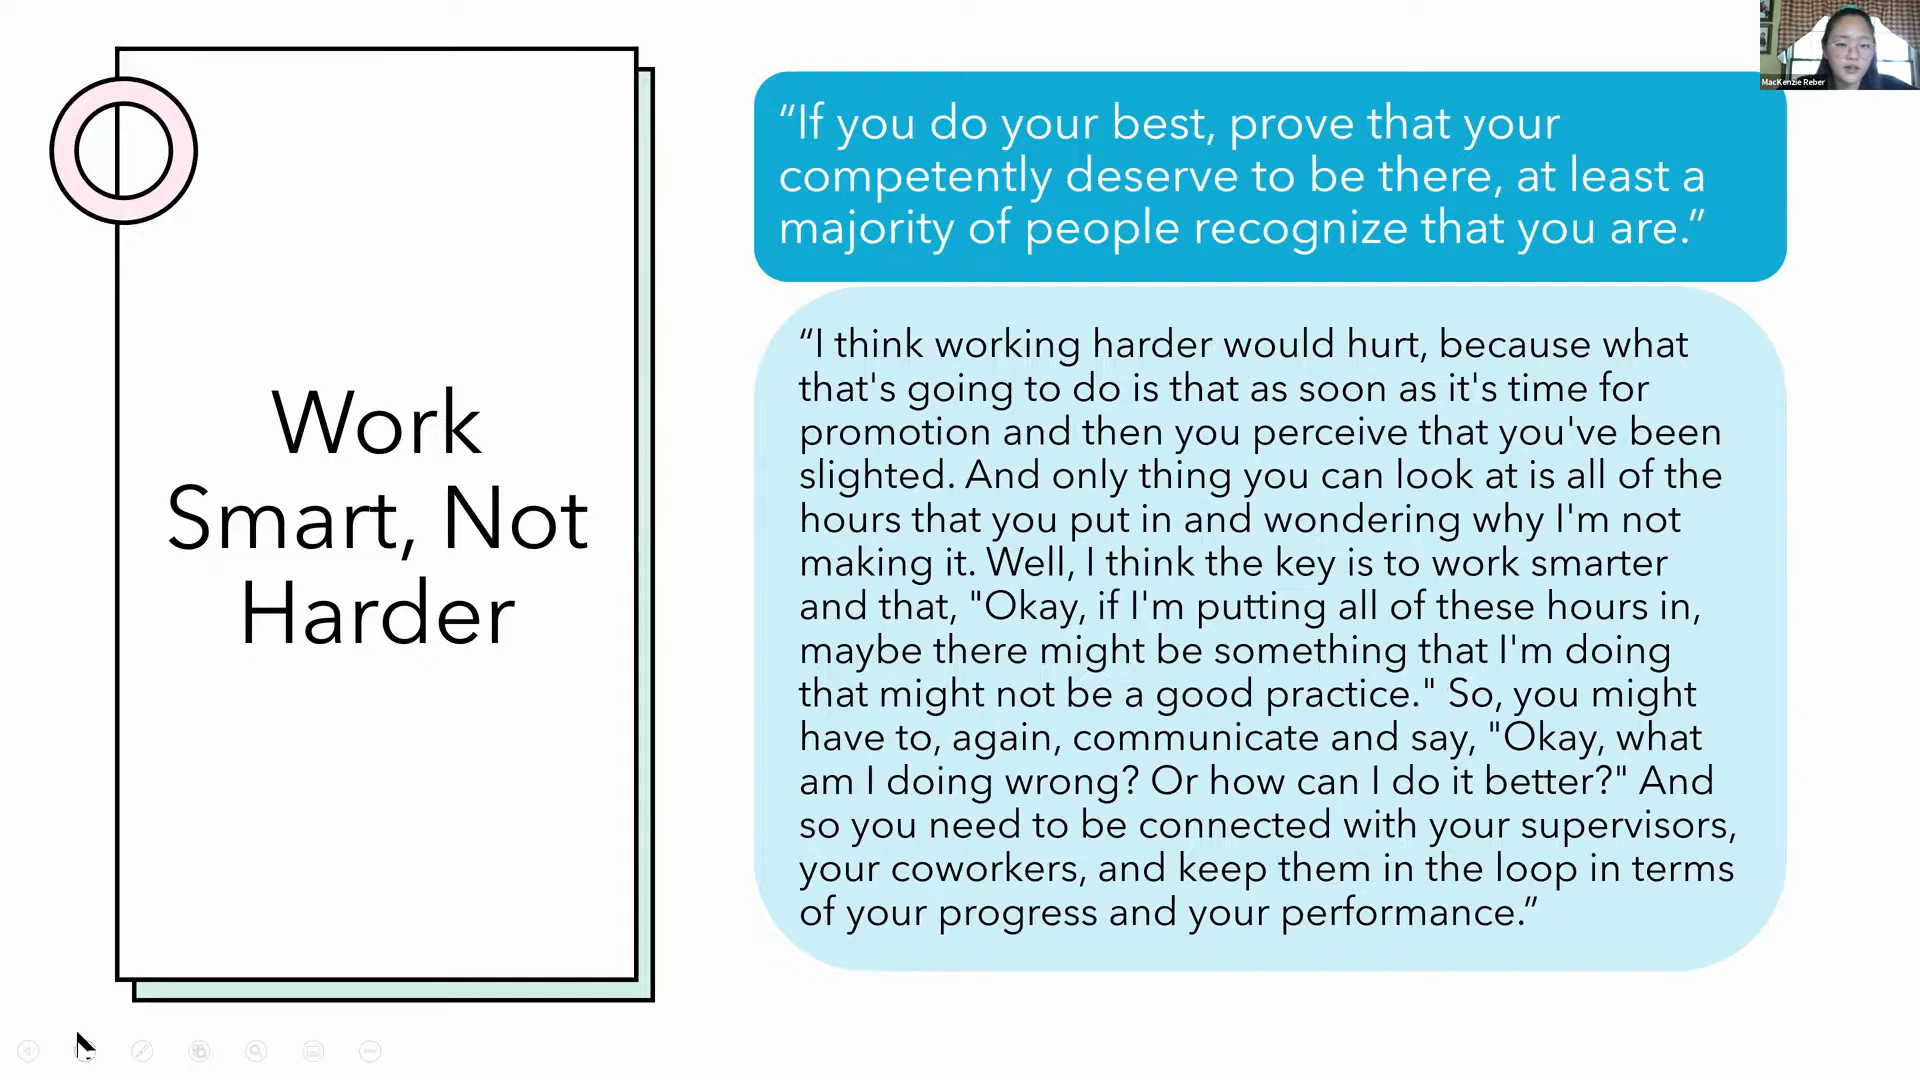 Work
Smart, Not
Harder
“If you do your best, prove that your
competently deserve to be there, at least a
majority of people recognize that you are.”
“I think working harder would hurt, because what
that's going to do is that as soon as it's time for
promotion and then you perceive that you've been
slighted. And only thing you can look at is all of the
hours that you put in and wondering why I'm not
making it. Well, I think the key is to work smarter
and that, "Okay, if I'm putting all of these hours in,
maybe there might be something that I'm doing
that might not be a good practice." So, you might
have to, again, communicate and say, "Okay, what
am I doing wrong? Or how can I do it better?" And
so you need to be connected with your supervisors,
your coworkers, and keep them in the loop in terms
of your progress and your performance.”
MacKenzie Reber